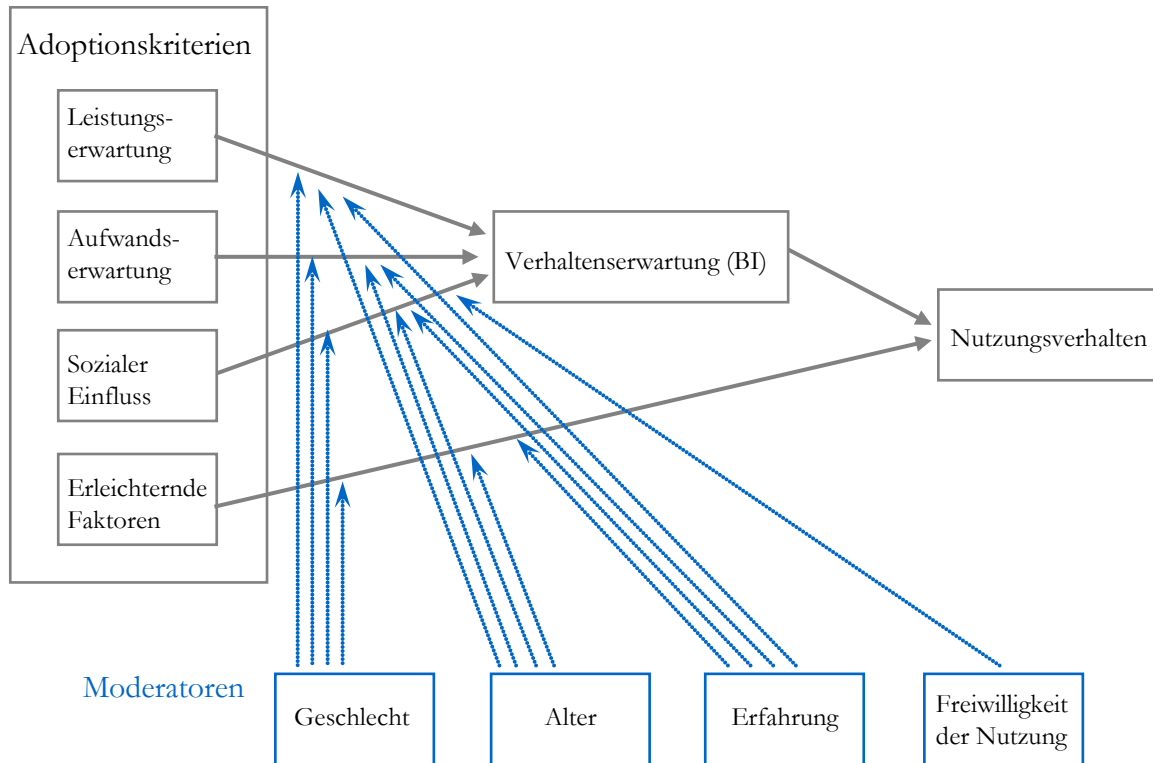 Adoptionskriterien
Leistungs-
erwartung
Aufwands-
erwartung
Verhaltenserwartung (BI)
Sozialer
Einfluss
Nutzungsverhalten
Erleichternde
Faktoren
Moderatoren
Geschlecht
Alter
Erfahrung
Freiwilligkeit
der Nutzung